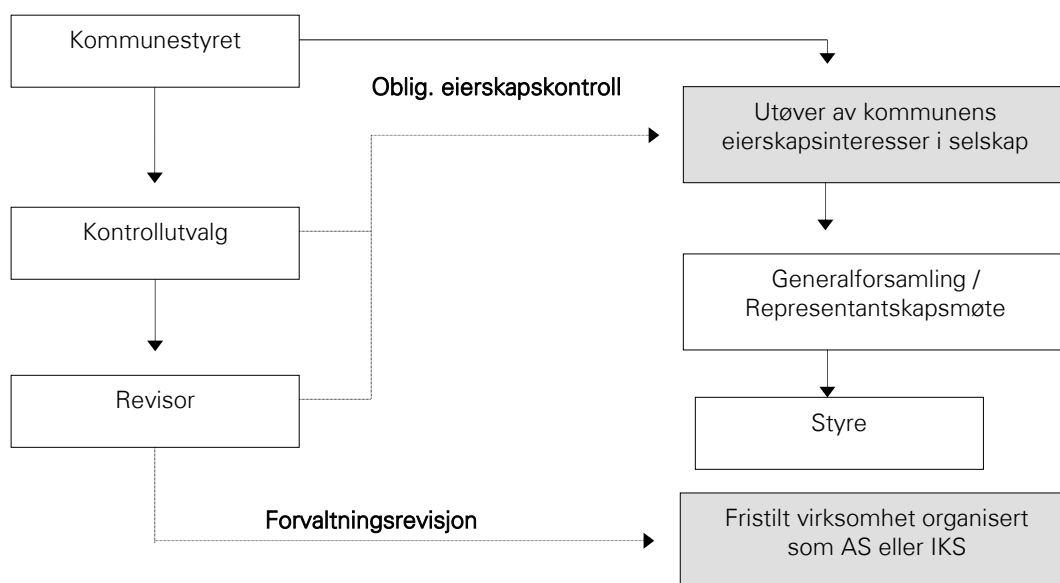 Kommunestyret
Oblig. eierskapskontroll
Utøver av kommunens
eierskapsinteresser i selskap
Kontrollutvalg
Generalforsamling /
Representantskapsmøte
Revisor
Styre
Forvaltningsrevisjon
Fristilt virksomhet organisert
som AS eller IKS